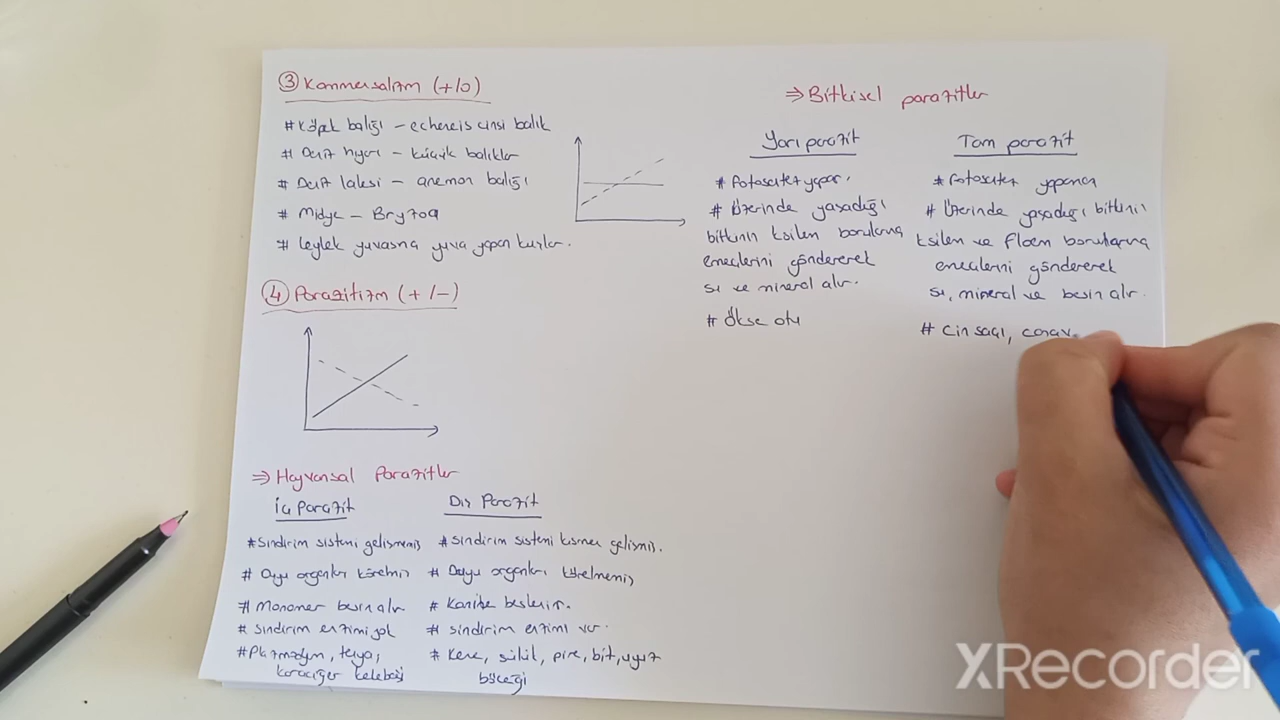 ③ Kommensalizm (+/0)
# Köpek balığı – echeneis cinsi balık
# Deniz hıyarı – küçük balıklar
# Deniz lalesi – anemon balığı
# Midye – Bryzoa
# Leylek yuvasına yuva yapan kuşlar.
④ Parazitizm (+/–)
⇒ Hayvansal Parazitler
İç Parazit
# Sindirim sistemi gelişmemiş
# Duyu organları körelmiş
# Monomer besin alır
# Sindirim enzimi yok
# Plazmodyum, tenya,
karaciğer kelebeği
Dış Parazit
# Sindirim sistemi kısmen gelişmiş.
# Duyu organları körelmemiş
# Kanla beslenir.
# Sindirim enzimi var.
# Kene, sülük, pire, bit, uyuz
böceği
⇒ Bitkisel parazitler
Yarı parazit
# Fotosentez yapar.
# Üzerinde yaşadığı
bitkinin ksilem borularına
emeçlerini göndererek
su ve mineral alır.
# Ökse otu
Tam parazit
# Fotosentez yapamaz
# Üzerinde yaşadığı bitkinin
ksilem ve floem borularına
emeçlerini göndererek
su, mineral ve besin alır.
# Cin saçı, canav
XRecorder